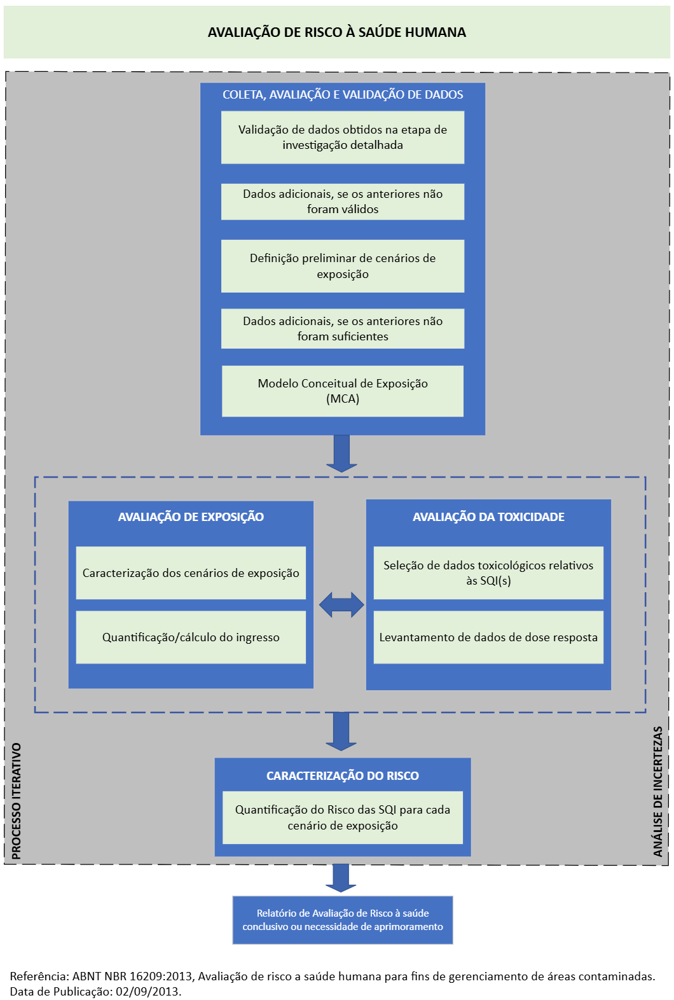 AVALIAÇÃO DE RISCO À SAÚDE HUMANA
COLETA, AVALIAÇÃO E VALIDAÇÃO DE DADOS
Validação de dados obtidos na etapa de
investigação detalhada
Dados adicionais, se os anteriores não
foram válidos
Definição preliminar de cenários de
exposição
Dados adicionais, se os anteriores não
foram suficientes
Modelo Conceitual de Exposição
(MCA)
AVALIAÇÃO DE EXPOSIÇÃO
Caracterização dos cenários de exposição
Quantificação/cálculo do ingresso
AVALIAÇÃO DA TOXICIDADE
Seleção de dados toxicológicos relativos
às SQI(s)
Levantamento de dados de dose resposta
PROCESSO ITERATIVO
ANÁLISE DE INCERTEZAS
CARACTERIZAÇÃO DO RISCO
Quantificação do Risco das SQI para cada
cenário de exposição
Relatório de Avaliação de Risco à saúde
conclusivo ou necessidade de aprimoramento
Referência: ABNT NBR 16209:2013, Avaliação de risco a saúde humana para fins de gerenciamento de áreas contaminadas.
Data de Publicação: 02/09/2013.